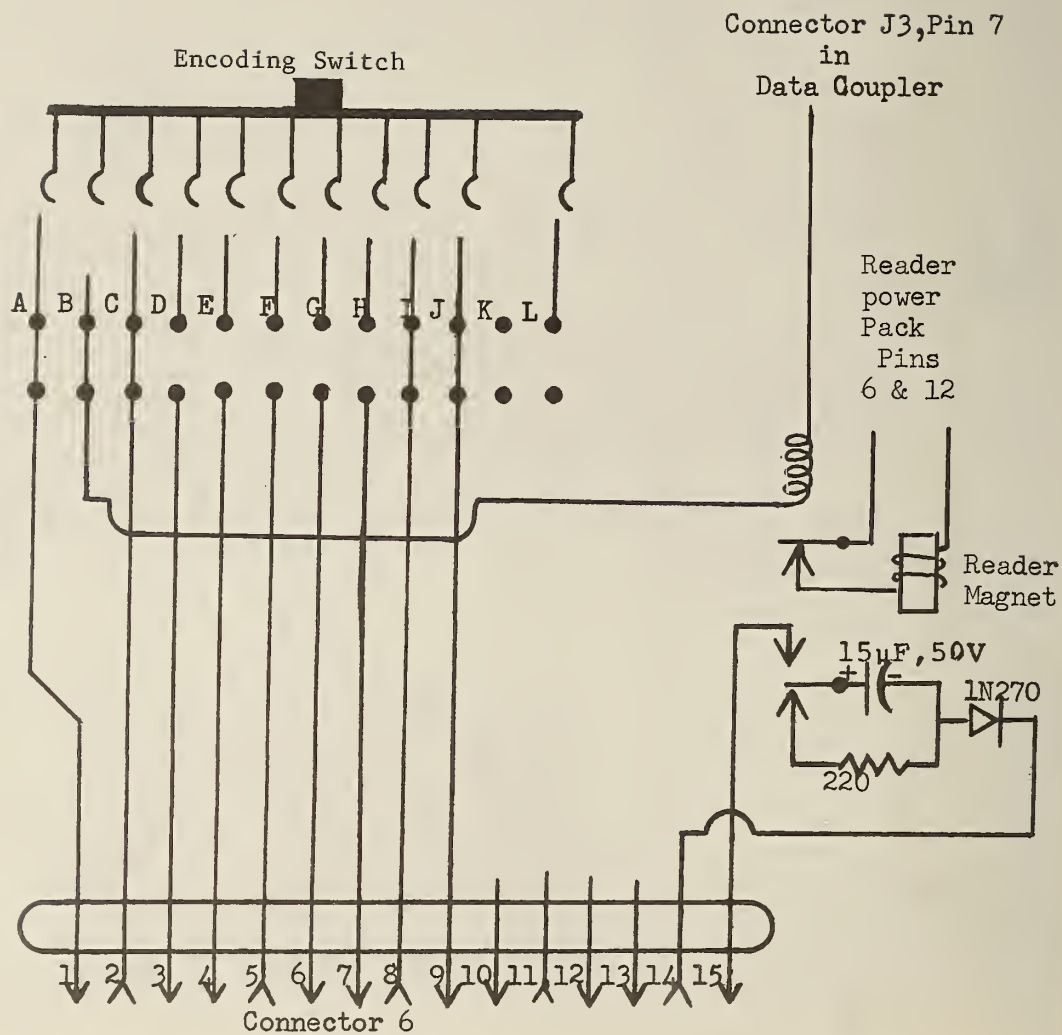 Connector J3,Pin 7
in
Data Coupler
Encoding Switch
Reader
power
Pack
Pins
6 & 12
A B C D E F G H I J K L
Reader
Magnet
15µF,50V
+ -
1N270
220
1 2 3 4 5 6 7 8 9 10 11 12 13 14 15
Connector 6